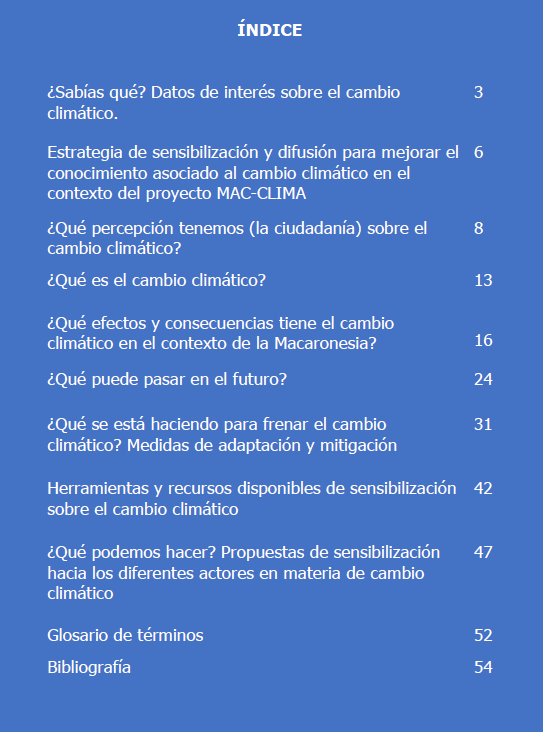 ÍNDICE
¿Sabías qué? Datos de interés sobre el cambio 3
climático.
Estrategia de sensibilización y difusión para mejorar el 6
conocimiento asociado al cambio climático en el
contexto del proyecto MAC-CLIMA
¿Qué percepción tenemos (la ciudadanía) sobre el 8
cambio climático?
¿Qué es el cambio climático? 13
¿Qué efectos y consecuencias tiene el cambio
climático en el contexto de la Macaronesia? 16
¿Qué puede pasar en el futuro? 24
¿Qué se está haciendo para frenar el cambio 31
climático? Medidas de adaptación y mitigación
Herramientas y recursos disponibles de sensibilización 42
sobre el cambio climático
¿Qué podemos hacer? Propuestas de sensibilización 47
hacia los diferentes actores en materia de cambio
climático
Glosario de términos 52
Bibliografía 54